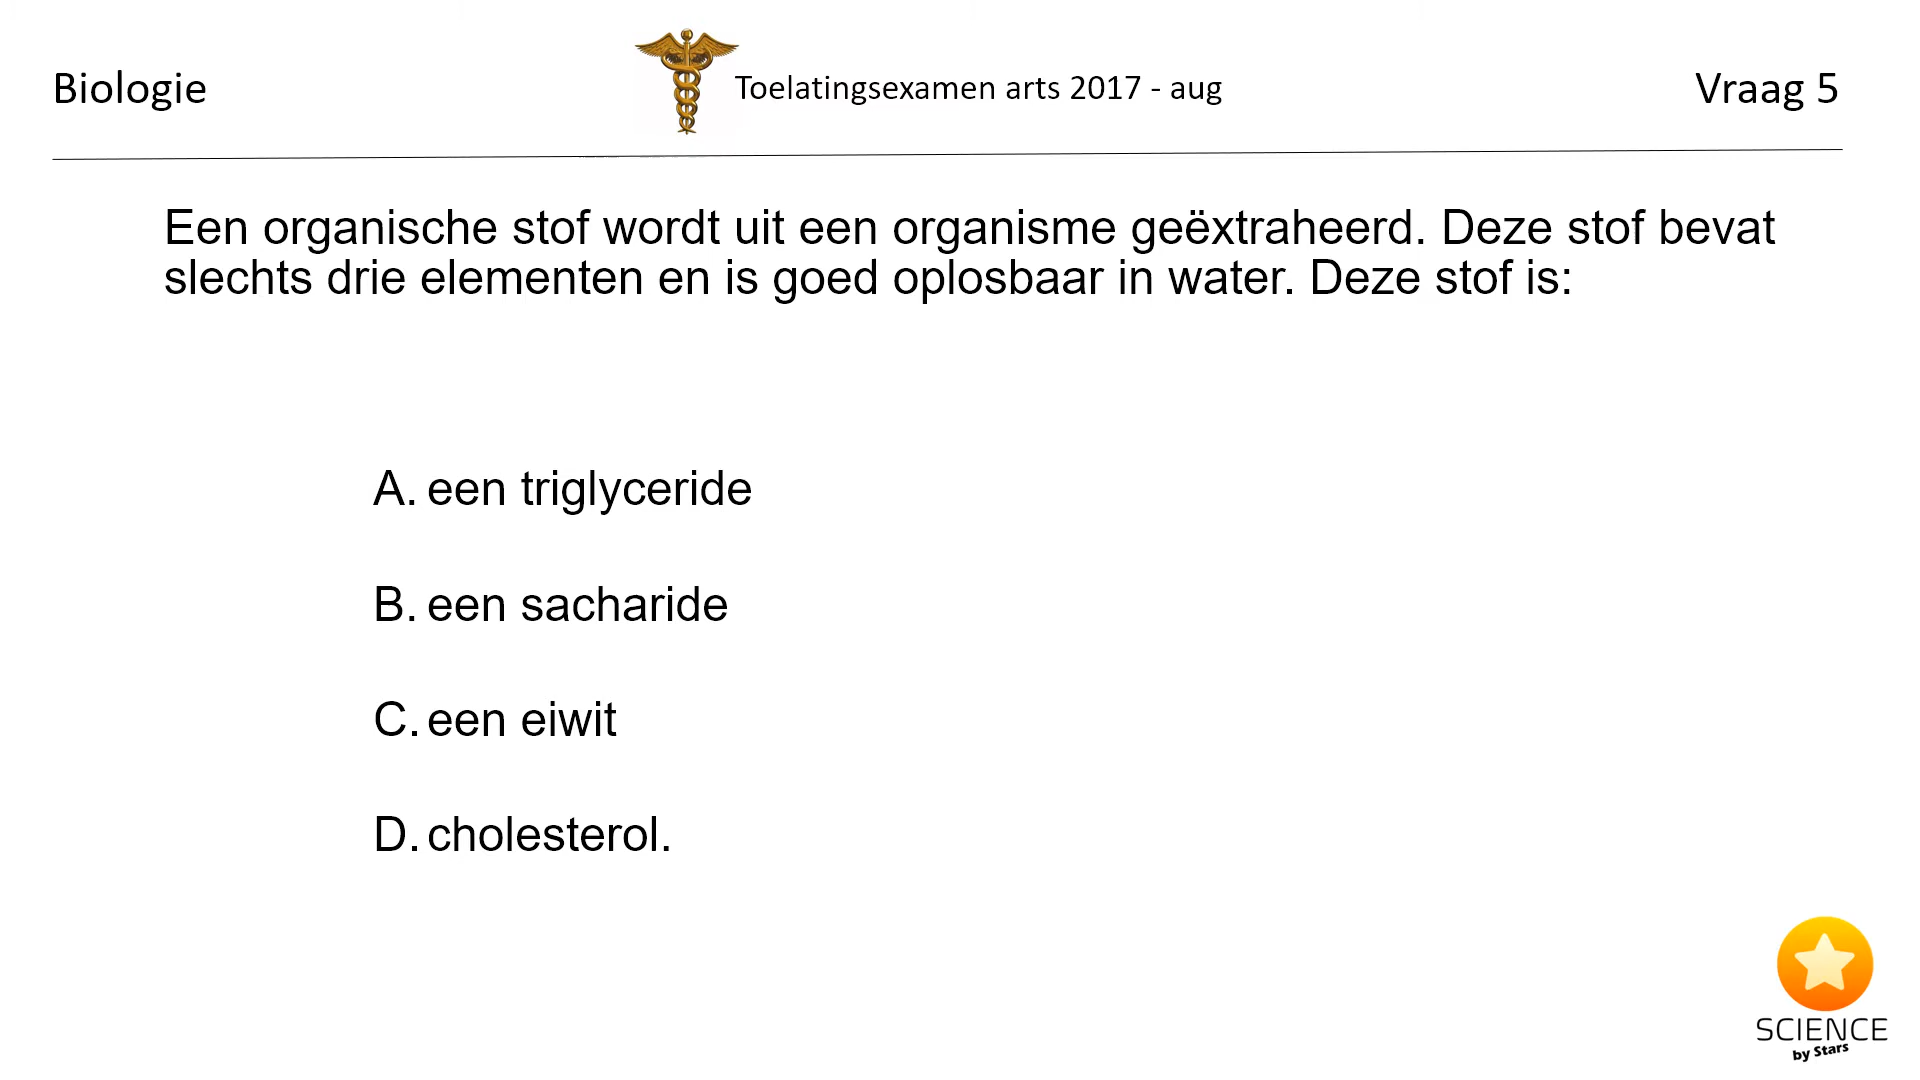 Biologie
Toelatingsexamen arts 2017 - aug
Vraag 5
Een organische stof wordt uit een organisme geëxtraheerd. Deze stof bevat
slechts drie elementen en is goed oplosbaar in water. Deze stof is:
A. een triglyceride
B. een sacharide
C. een eiwit
D. cholesterol.
SCIENCE
by Stars